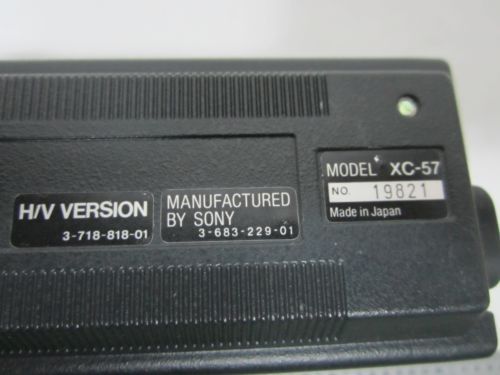 H/V VERSION
3-718-818-01
MANUFACTURED
BY SONY
3-683-229-01
MODEL XC-57
NO. 19821
Made in Japan